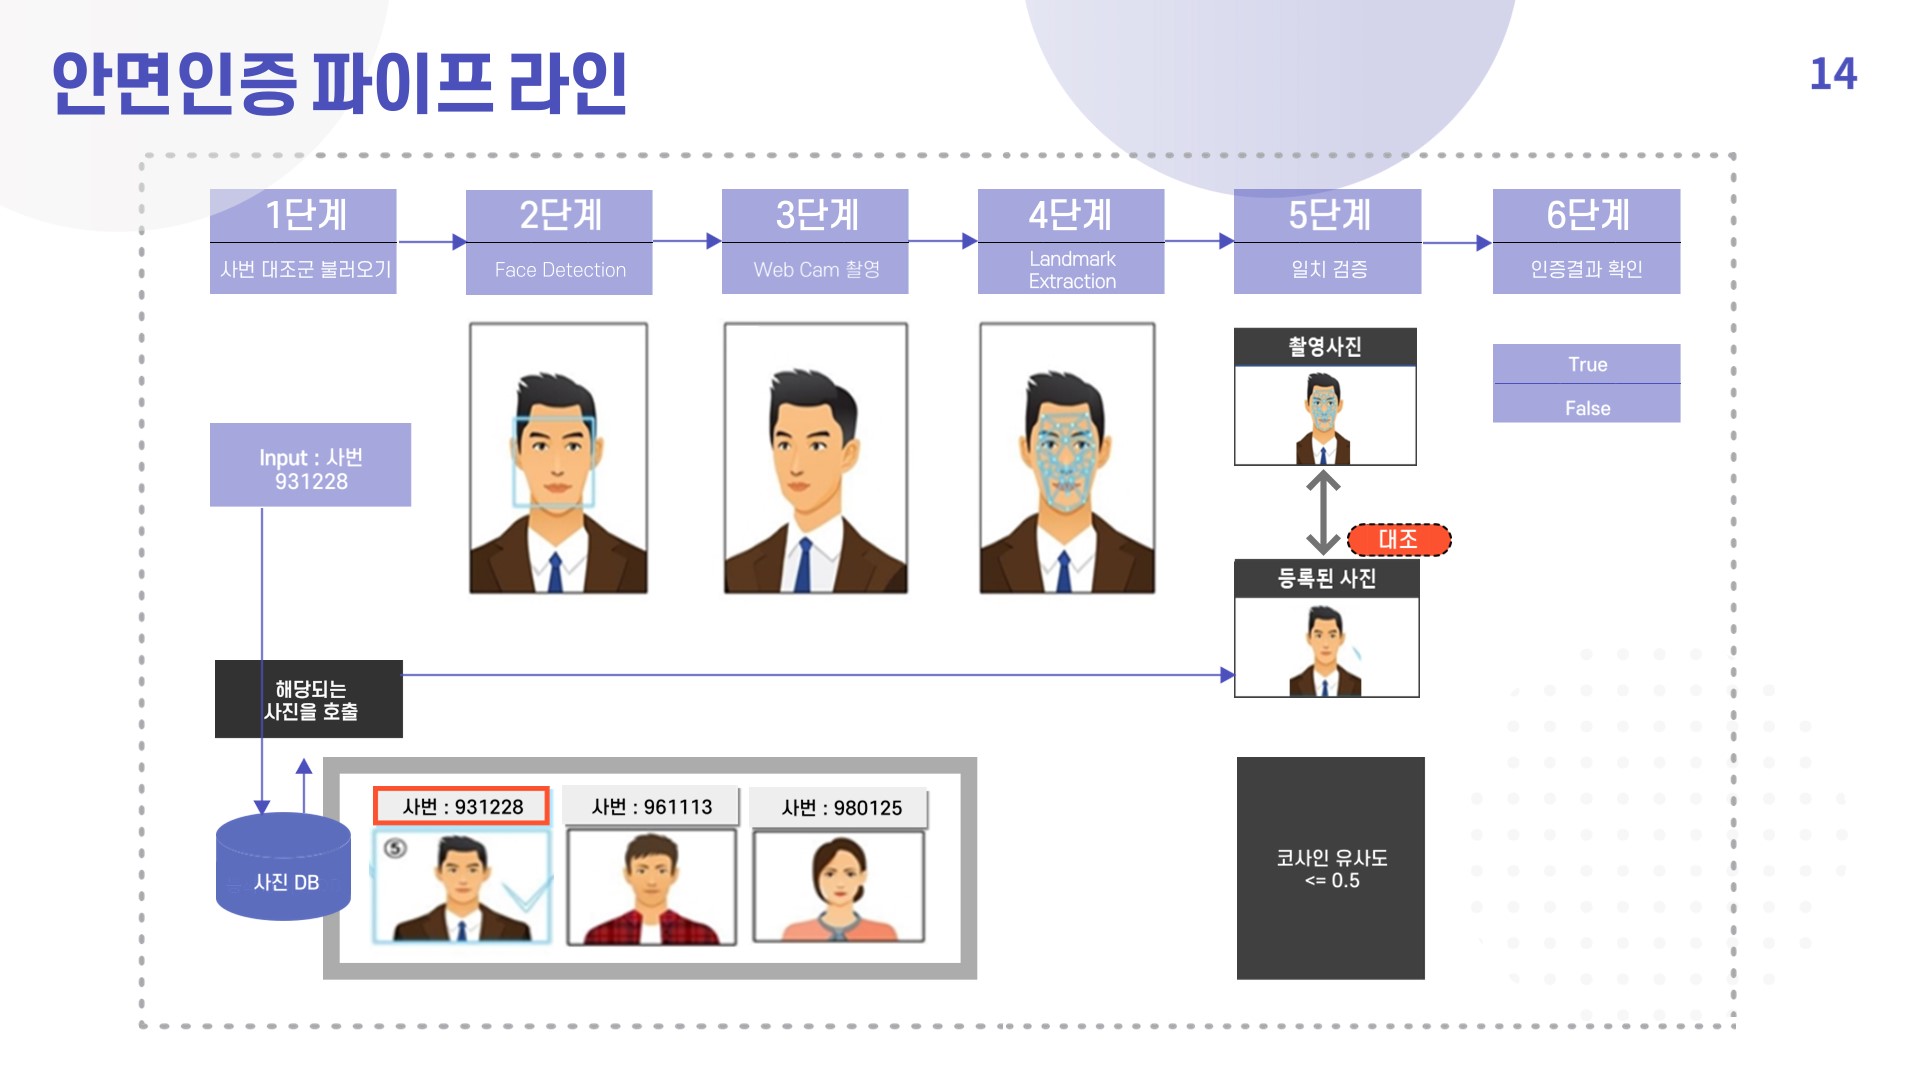 안면인증 파이프 라인
14
1단계
사번 대조군 불러오기
2단계
Face Detection
3단계
Web Cam 촬영
4단계
Landmark
Extraction
5단계
일치 검증
6단계
인증결과 확인
촬영사진
True
False
Input : 사번
931228
대조
등록된 사진
해당되는
사진을 호출
사번 : 931228
사번 : 961113
사번 : 980125
⑤
사진 DB
코사인 유사도
<= 0.5